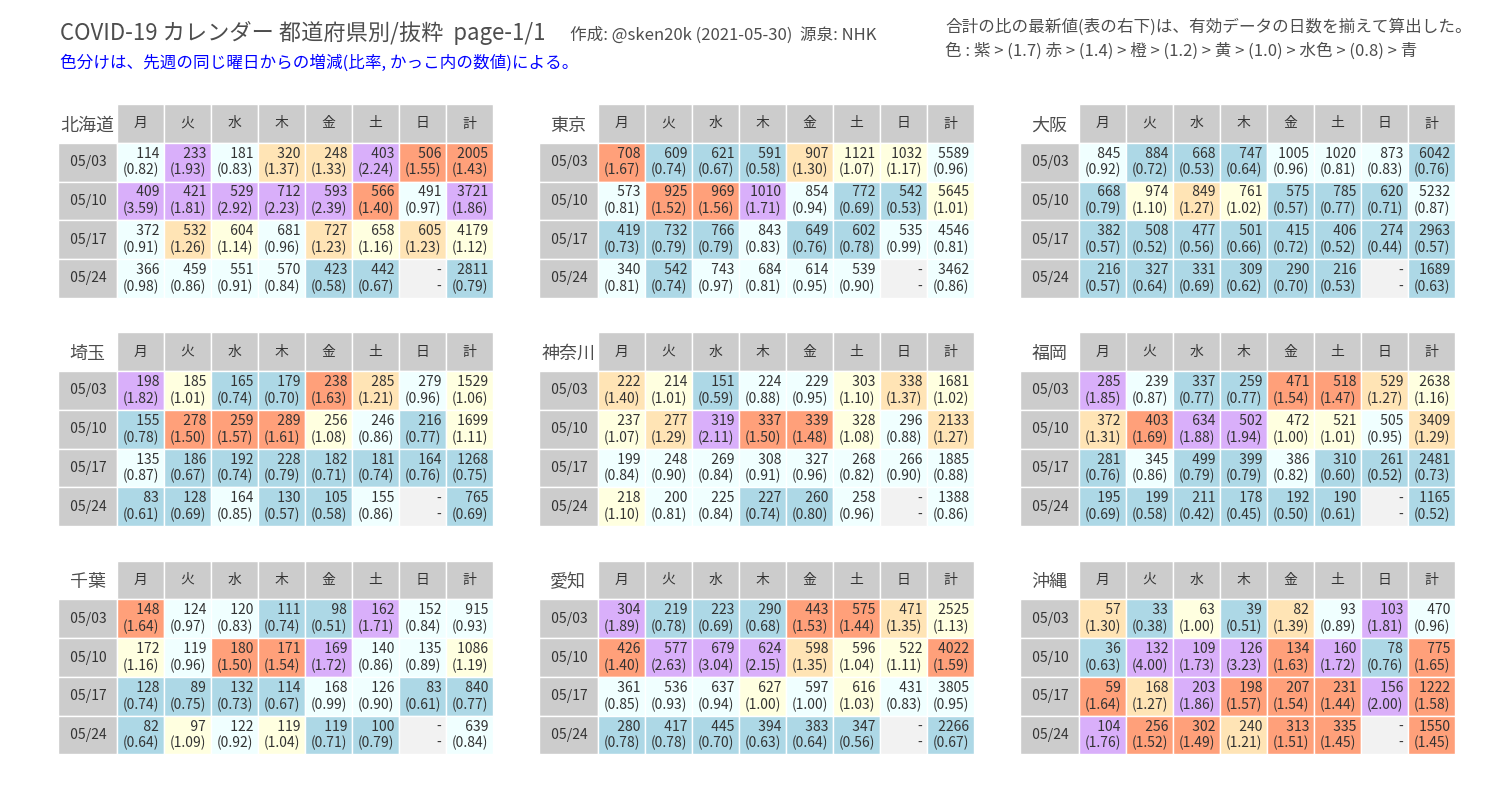 COVID-19 カレンダー 都道府県別/抜粋 page-1/1 作成: @sken20k (2021-05-30) 源泉: NHK
色分けは、先週の同じ曜日からの増減(比率, かっこ内の数値)による。
合計の比の最新値(表の右下)は、有効データの日数を揃えて算出した。
色 : 紫 > (1.7) 赤 > (1.4) > 橙 > (1.2) > 黄 > (1.0) > 水色 > (0.8) > 青
北海道 月 火 水 木 金 土 日 計
05/03 114 233 181 320 248 403 506 2005
(0.82) (1.93) (0.83) (1.37) (1.33) (2.24) (1.55) (1.43)
05/10 409 421 529 712 593 566 491 3721
(3.59) (1.81) (2.92) (2.23) (2.39) (1.40) (0.97) (1.86)
05/17 372 532 604 681 727 658 605 4179
(0.91) (1.26) (1.14) (0.96) (1.23) (1.16) (1.23) (1.12)
05/24 366 459 551 570 423 442 - 2811
(0.98) (0.86) (0.91) (0.84) (0.58) (0.67) - (0.79)
東京 月 火 水 木 金 土 日 計
05/03 708 609 621 591 907 1121 1032 5589
(1.67) (0.74) (0.67) (0.58) (1.30) (1.07) (1.17) (0.96)
05/10 573 925 969 1010 854 772 542 5645
(0.81) (1.52) (1.56) (1.71) (0.94) (0.69) (0.53) (1.01)
05/17 419 732 766 843 649 602 535 4546
(0.73) (0.79) (0.79) (0.83) (0.76) (0.78) (0.99) (0.81)
05/24 340 542 743 684 614 539 - 3462
(0.81) (0.74) (0.97) (0.81) (0.95) (0.90) - (0.86)
大阪 月 火 水 木 金 土 日 計
05/03 845 884 668 747 1005 1020 873 6042
(0.92) (0.72) (0.53) (0.64) (0.96) (0.81) (0.83) (0.76)
05/10 668 974 849 761 575 785 620 5232
(0.79) (1.10) (1.27) (1.02) (0.57) (0.77) (0.71) (0.87)
05/17 382 508 477 501 415 406 274 2963
(0.57) (0.52) (0.56) (0.66) (0.72) (0.52) (0.44) (0.57)
05/24 216 327 331 309 290 216 - 1689
(0.57) (0.64) (0.69) (0.62) (0.70) (0.53) - (0.63)
埼玉 月 火 水 木 金 土 日 計
05/03 198 185 165 179 238 285 279 1529
(1.82) (1.01) (0.74) (0.70) (1.63) (1.21) (0.96) (1.06)
05/10 155 278 259 289 256 246 216 1699
(0.78) (1.50) (1.57) (1.61) (1.08) (0.86) (0.77) (1.11)
05/17 135 186 192 228 182 181 164 1268
(0.87) (0.67) (0.74) (0.79) (0.71) (0.74) (0.76) (0.75)
05/24 83 128 164 130 105 155 - 765
(0.61) (0.69) (0.85) (0.57) (0.58) (0.86) - (0.69)
神奈川 月 火 水 木 金 土 日 計
05/03 222 214 151 224 229 303 338 1681
(1.40) (1.01) (0.59) (0.88) (0.95) (1.10) (1.37) (1.02)
05/10 237 277 319 337 339 328 296 2133
(1.07) (1.29) (2.11) (1.50) (1.48) (1.08) (0.88) (1.27)
05/17 199 248 269 308 327 268 266 1885
(0.84) (0.90) (0.84) (0.91) (0.96) (0.82) (0.90) (0.88)
05/24 218 200 225 227 260 258 - 1388
(1.10) (0.81) (0.84) (0.74) (0.80) (0.96) - (0.86)
福岡 月 火 水 木 金 土 日 計
05/03 285 239 337 259 471 518 529 2638
(1.85) (0.87) (0.77) (0.77) (1.54) (1.47) (1.27) (1.16)
05/10 372 403 634 502 472 521 505 3409
(1.31) (1.69) (1.88) (1.94) (1.00) (1.01) (0.95) (1.29)
05/17 281 345 499 399 386 310 261 2481
(0.76) (0.86) (0.79) (0.79) (0.82) (0.60) (0.52) (0.73)
05/24 195 199 211 178 192 190 - 1165
(0.69) (0.58) (0.42) (0.45) (0.50) (0.61) - (0.52)
千葉 月 火 水 木 金 土 日 計
05/03 148 124 120 111 98 162 152 915
(1.64) (0.97) (0.83) (0.74) (0.51) (1.71) (0.84) (0.93)
05/10 172 119 180 171 169 140 135 1086
(1.16) (0.96) (1.50) (1.54) (1.72) (0.86) (0.89) (1.19)
05/17 128 89 132 114 168 126 83 840
(0.74) (0.75) (0.73) (0.67) (0.99) (0.90) (0.61) (0.77)
05/24 82 97 122 119 119 100 - 639
(0.64) (1.09) (0.92) (1.04) (0.71) (0.79) - (0.84)
愛知 月 火 水 木 金 土 日 計
05/03 304 219 223 290 443 575 471 2525
(1.89) (0.78) (0.69) (0.68) (1.53) (1.44) (1.35) (1.13)
05/10 426 577 679 624 598 596 522 4022
(1.40) (2.63) (3.04) (2.15) (1.35) (1.04) (1.11) (1.59)
05/17 361 536 637 627 597 616 431 3805
(0.85) (0.93) (0.94) (1.00) (1.00) (1.03) (0.83) (0.95)
05/24 280 417 445 394 383 347 - 2266
(0.78) (0.78) (0.70) (0.63) (0.64) (0.56) - (0.67)
沖縄 月 火 水 木 金 土 日 計
05/03 57 33 63 39 82 93 103 470
(1.30) (0.38) (1.00) (0.51) (1.39) (0.89) (1.81) (0.96)
05/10 36 132 109 126 134 160 78 775
(0.63) (4.00) (1.73) (3.23) (1.63) (1.72) (0.76) (1.65)
05/17 59 168 203 198 207 231 156 1222
(1.64) (1.27) (1.86) (1.57) (1.54) (1.44) (2.00) (1.58)
05/24 104 256 302 240 313 335 - 1550
(1.76) (1.52) (1.49) (1.21) (1.51) (1.45) - (1.45)